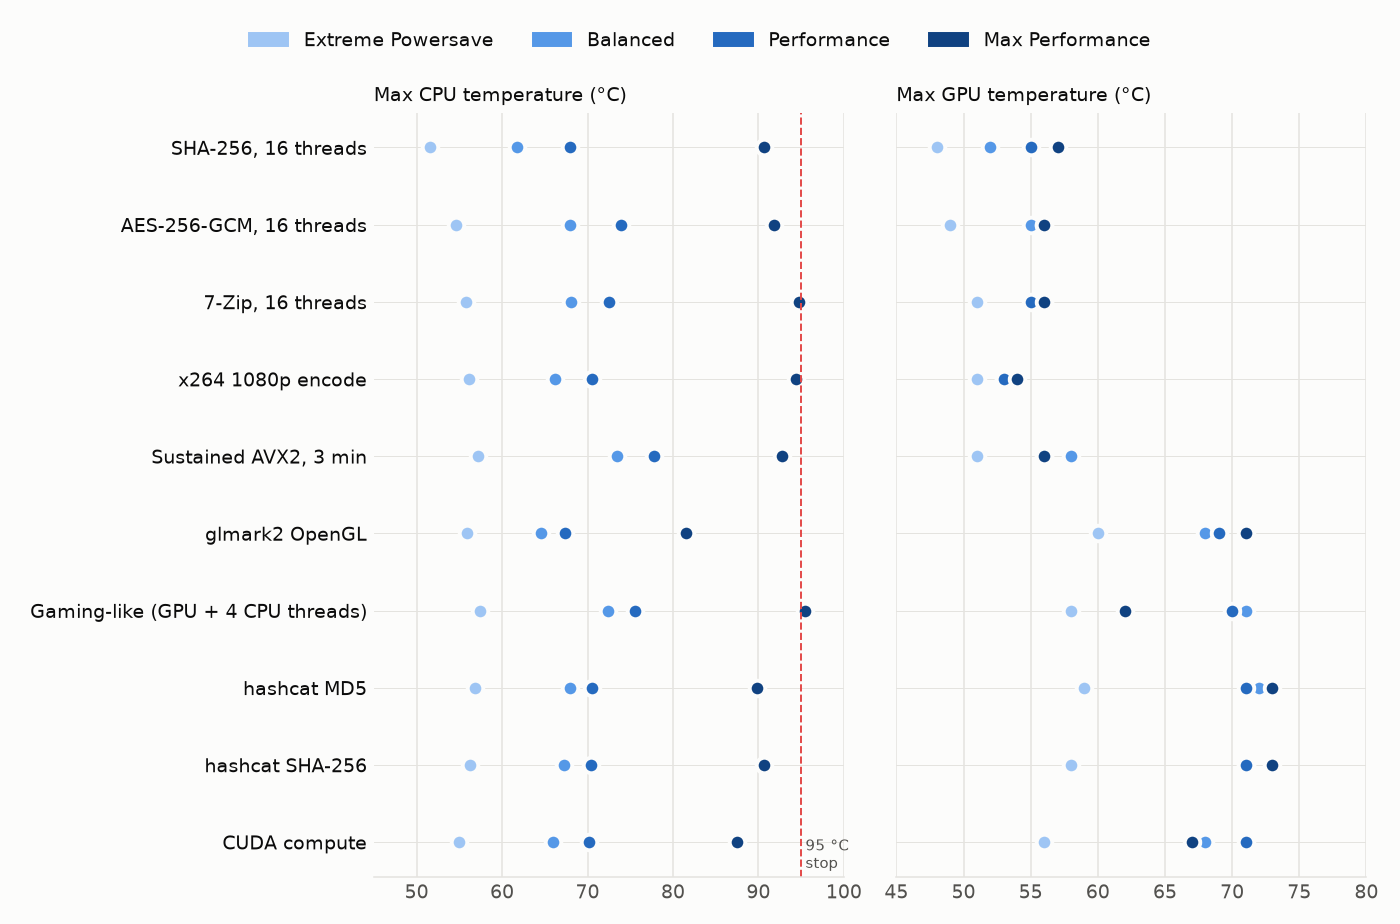 Extreme Powersave  Balanced  Performance  Max Performance
Max CPU temperature (°C)  Max GPU temperature (°C)
SHA-256, 16 threads
AES-256-GCM, 16 threads
7-Zip, 16 threads
x264 1080p encode
Sustained AVX2, 3 min
glmark2 OpenGL
Gaming-like (GPU + 4 CPU threads)
hashcat MD5
hashcat SHA-256
CUDA compute
95 °C
stop
50  60  70  80  90  100  45  50  55  60  65  70  75  80